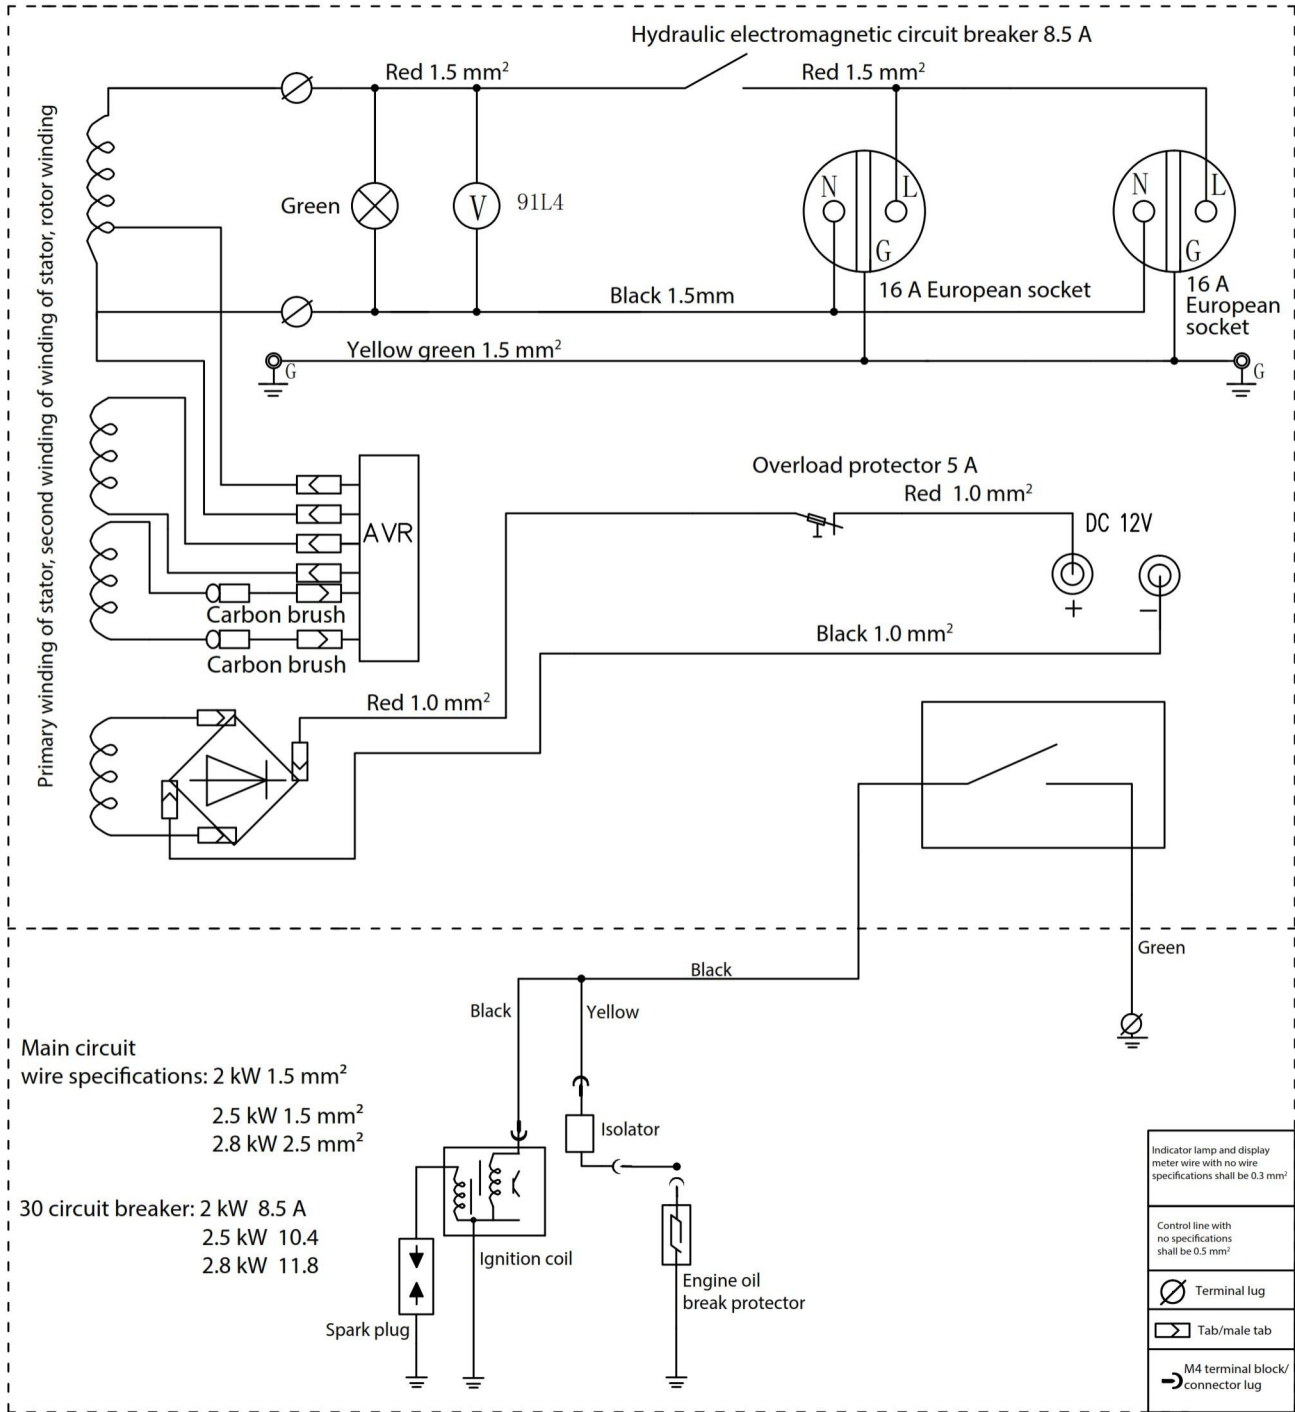 Hydraulic electromagnetic circuit breaker 8.5 A
Red 1.5 mm²
Red 1.5 mm²
Primary winding of stator, second winding of winding of stator, rotor winding
Green
V
91L4
N
L
G
N
L
G
Black 1.5mm
16 A European socket
16 A
European
socket
Yellow green 1.5 mm²
G
G
Overload protector 5 A
Red 1.0 mm²
DC 12V
+
−
AVR
Carbon brush
Carbon brush
Black 1.0 mm²
Red 1.0 mm²
Green
Black
Black
Yellow
Main circuit
wire specifications: 2 kW 1.5 mm²
2.5 kW 1.5 mm²
2.8 kW 2.5 mm²
30 circuit breaker: 2 kW 8.5 A
2.5 kW 10.4
2.8 kW 11.8
Isolator
Ignition coil
Engine oil
break protector
Spark plug
Indicator lamp and display
meter wire with no wire
specifications shall be 0.3 mm²
Control line with
no specifications
shall be 0.5 mm²
Terminal lug
Tab/male tab
M4 terminal block/
connector lug